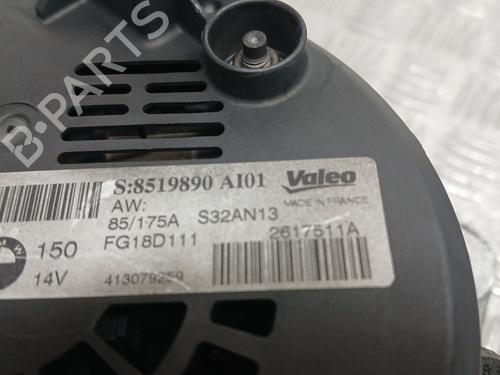 B-PARTS
S:8519890 AI01
Valeo
AW:
MADE IN FRANCE
85/175A S32AN13
150 FG18D111 2617511A
14V 413079259